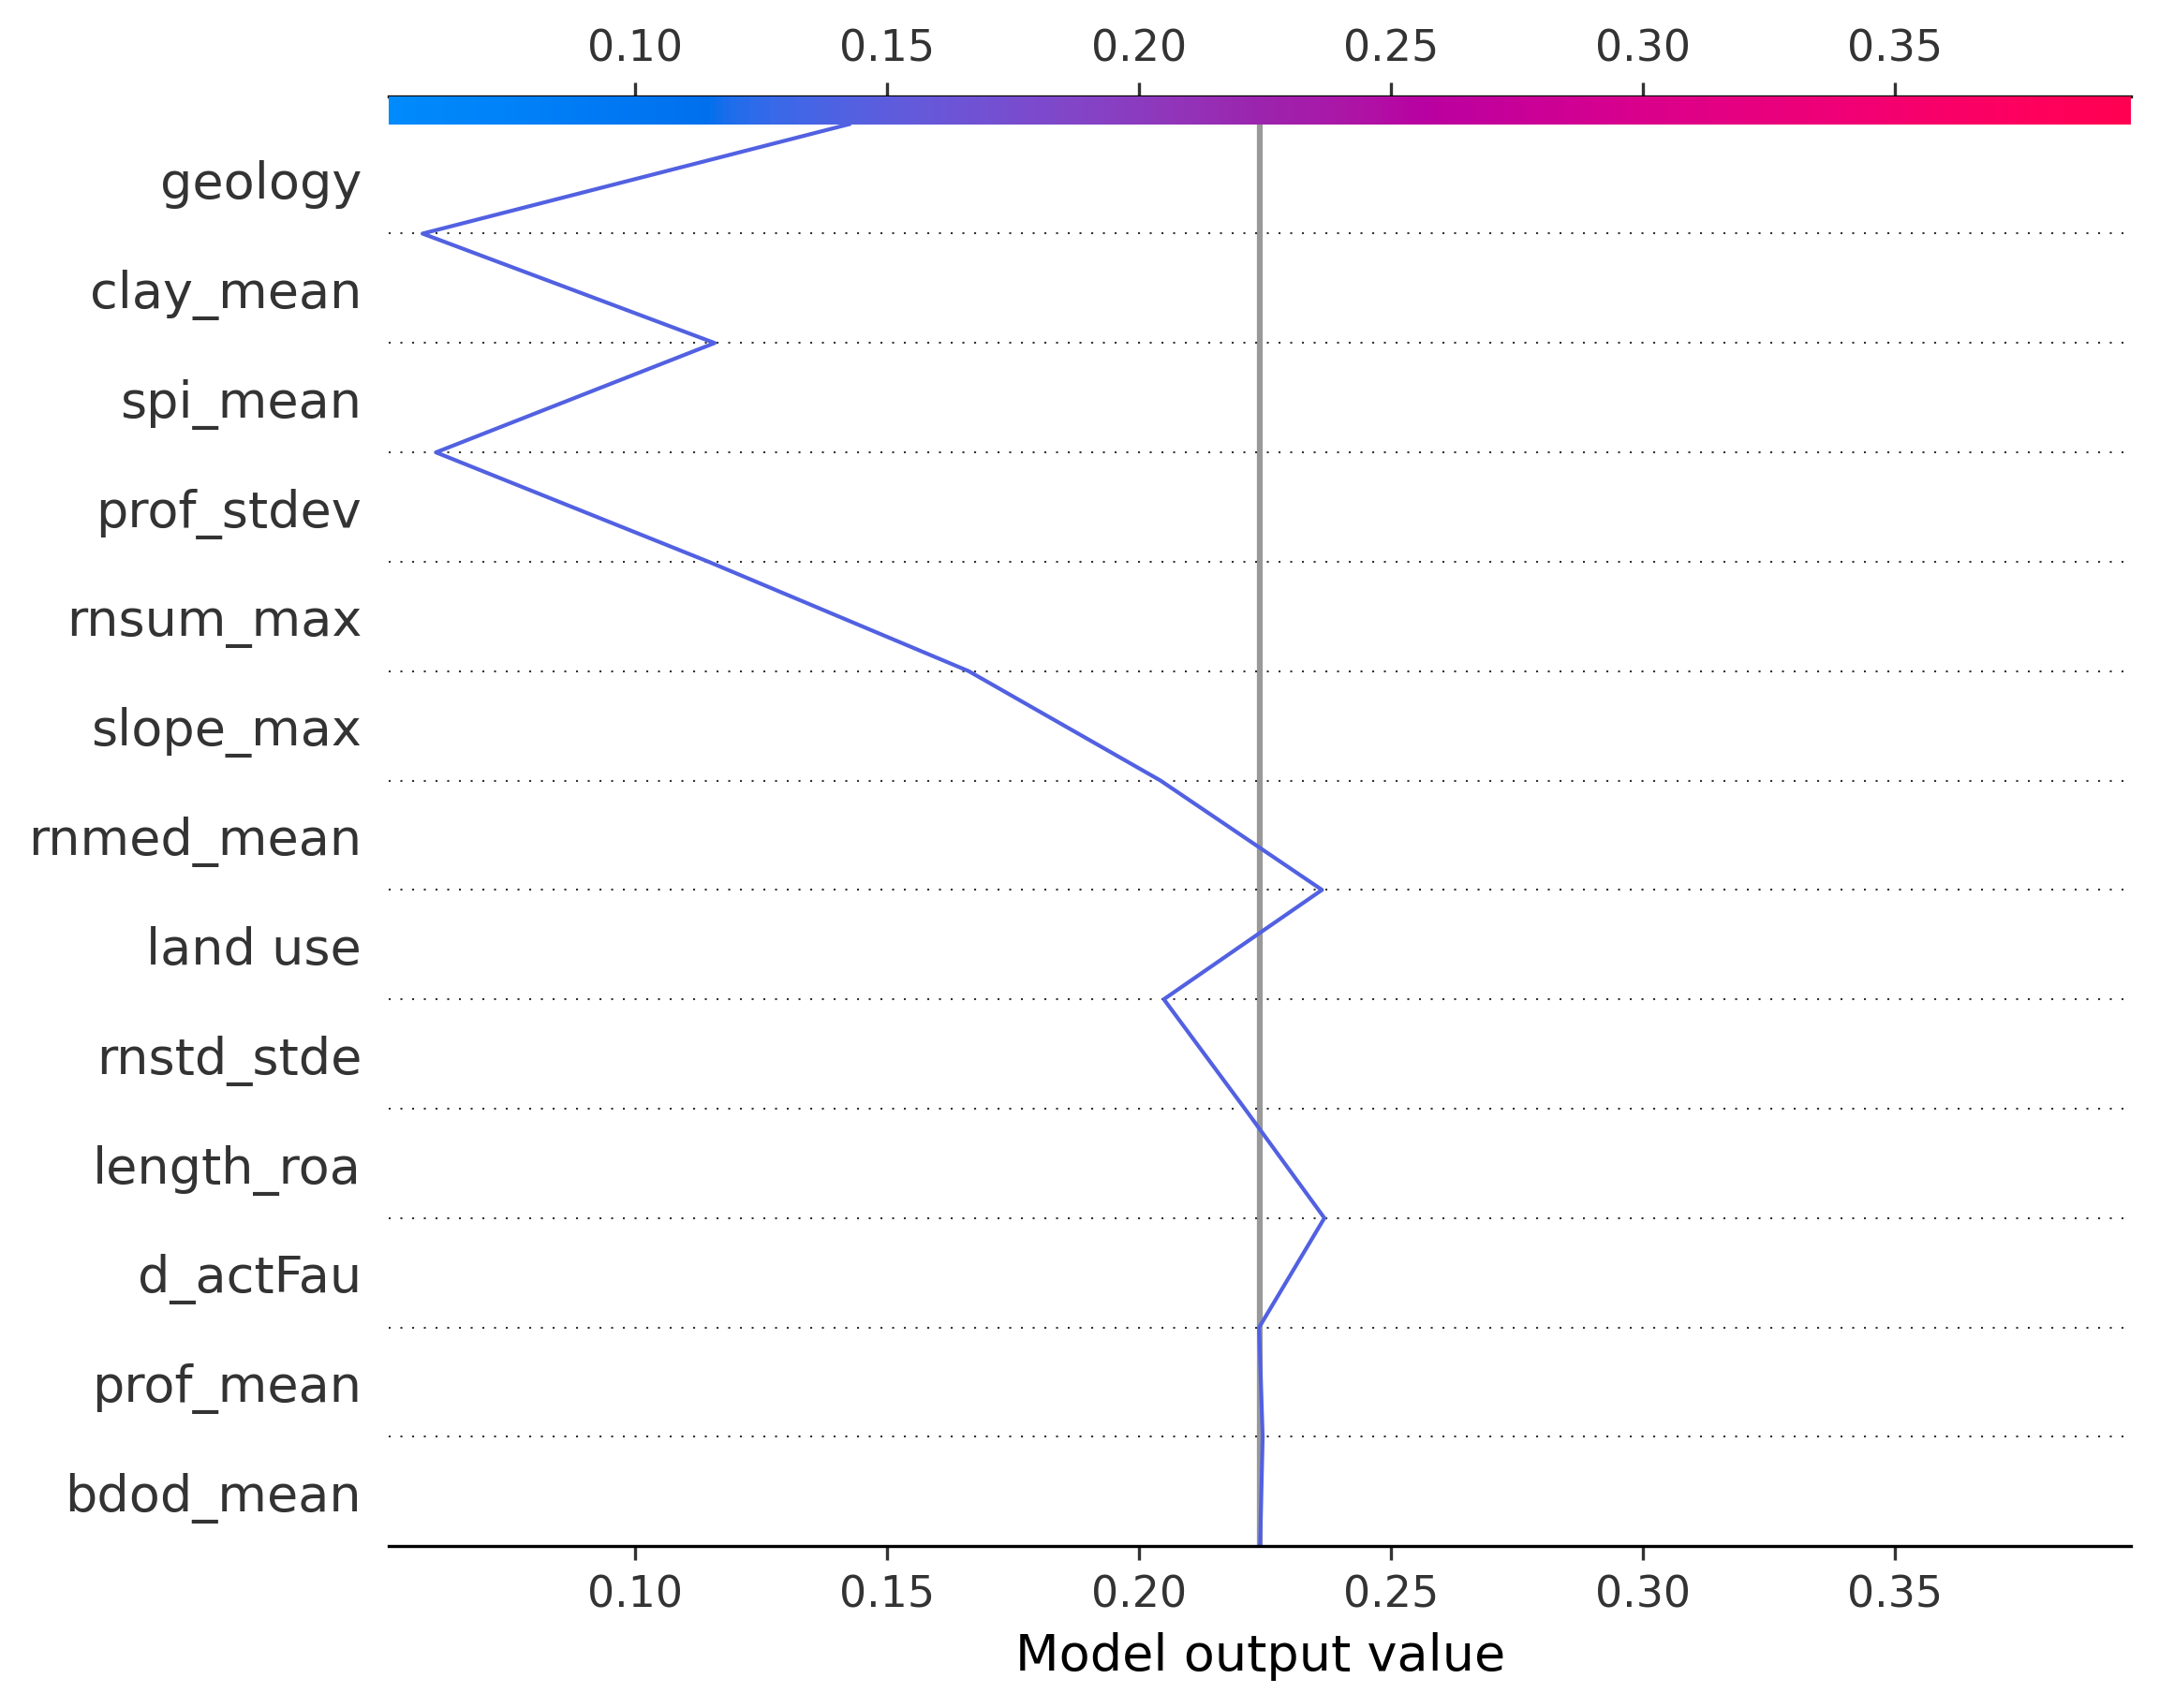 0.10 0.15 0.20 0.25 0.30 0.35
geology
clay_mean
spi_mean
prof_stdev
rnsum_max
slope_max
rnmed_mean
land use
rnstd_stde
length_roa
d_actFau
prof_mean
bdod_mean
0.10 0.15 0.20 0.25 0.30 0.35
Model output value